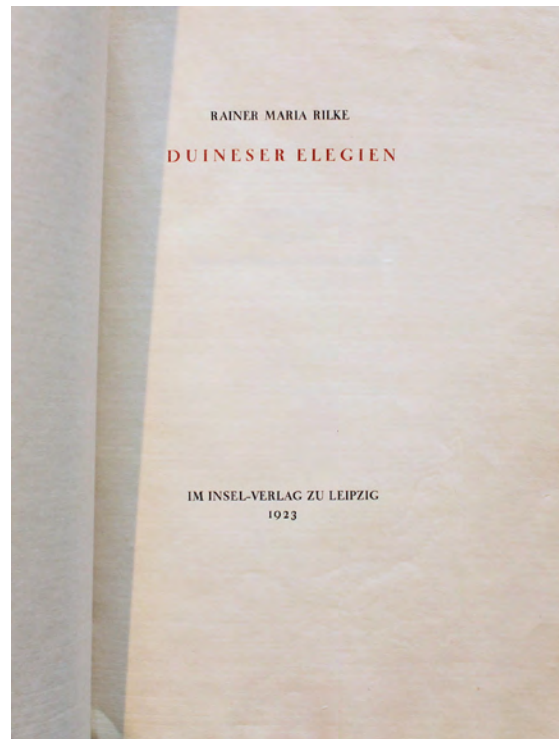 RAINER MARIA RILKE
DUINESER ELEGIEN
IM INSEL-VERLAG ZU LEIPZIG
1923